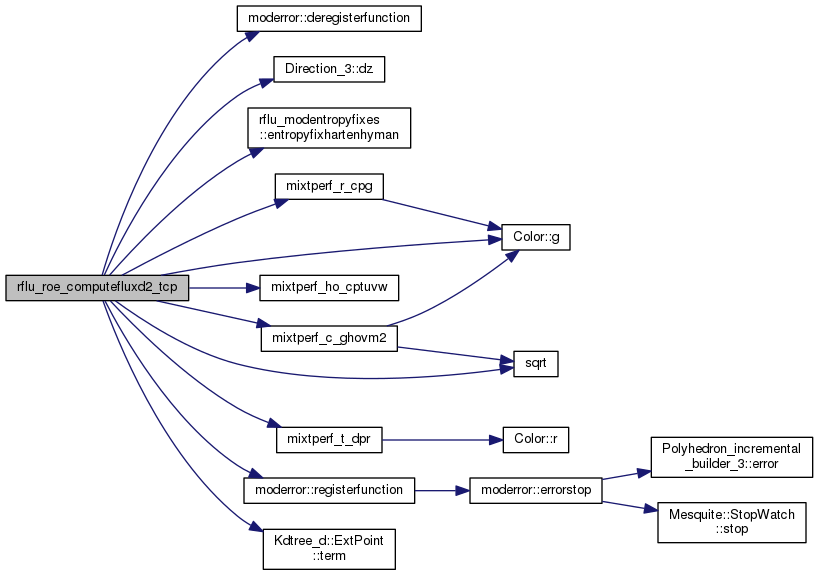 moderror::deregisterfunction
Direction_3::dz
rflu_modentropyfixes
::entropyfixhartenhyman
mixtperf_r_cpg
Color::g
rflu_roe_computefluxd2_tcp
mixtperf_ho_cptuvw
mixtperf_c_ghovm2
sqrt
mixtperf_t_dpr
Color::r
Polyhedron_incremental
_builder_3::error
moderror::registerfunction
moderror::errorstop
Mesquite::StopWatch
::stop
Kdtree_d::ExtPoint
::term